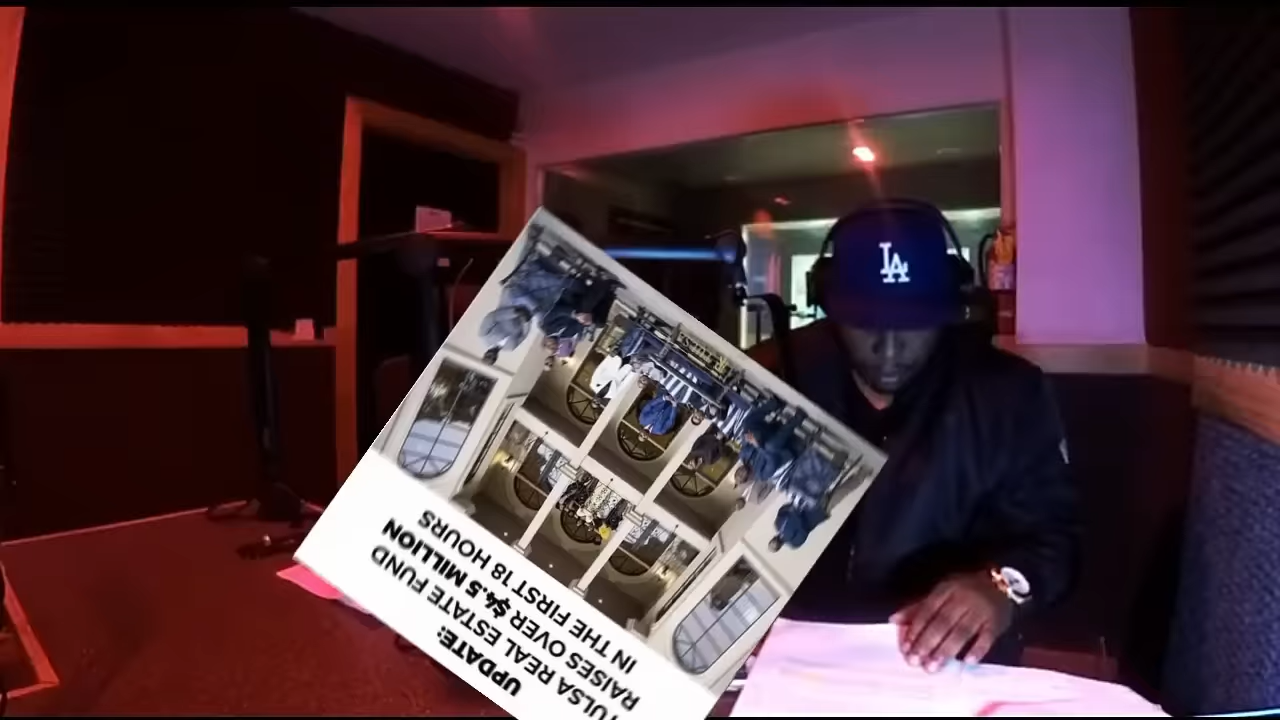 LA
UPDATE:
TULSA REAL ESTATE FUND
RAISES OVER $4.5 MILLION
IN THE FIRST 18 HOURS